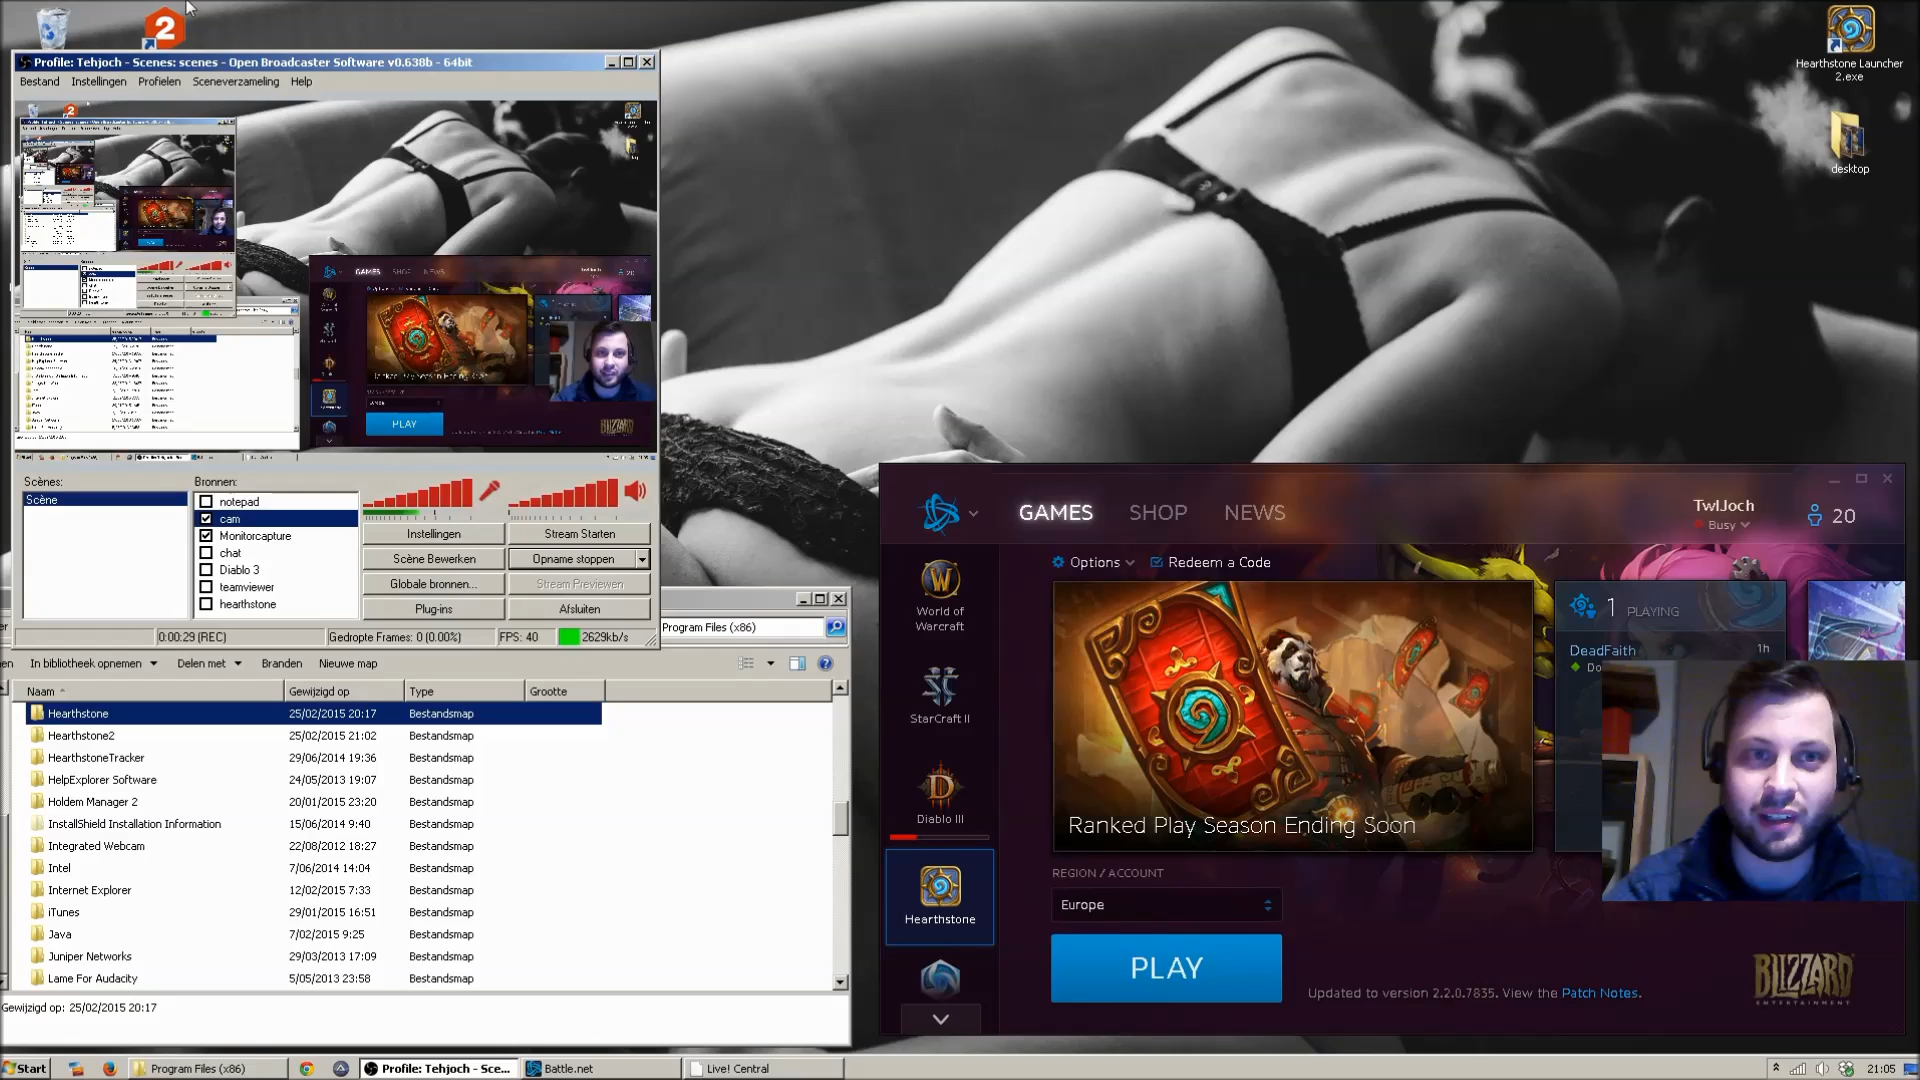 2
Hearthstone Launcher
2.exe
desktop
Profile: Tehjoch - Scenes: scenes - Open Broadcaster Software v0.638b - 64bit
Bestand Instellingen Profielen Sceneverzameling Help
GAMES SHOP NEWS
PLAY
Scènes:
Scène
Bronnen:
notepad
cam
Monitorcapture
chat
Diablo 3
teamviewer
hearthstone
Instellingen
Stream Starten
Scène Bewerken
Opname stoppen
Globale bronnen...
Stream Previewen
Plug-ins
Afsluiten
0:00:29 (REC)
Gedropte Frames: 0 (0.00%)
FPS: 40
2629kb/s
Program Files (x86)
In bibliotheek opnemen
Delen met
Branden
Nieuwe map
Naam Gewijzigd op Type Grootte
Hearthstone 25/02/2015 20:17 Bestandsmap
Hearthstone2 25/02/2015 21:02 Bestandsmap
HearthstoneTracker 29/06/2014 19:36 Bestandsmap
HelpExplorer Software 24/05/2013 19:07 Bestandsmap
Holdem Manager 2 20/01/2015 23:20 Bestandsmap
InstallShield Installation Information 15/06/2014 9:40 Bestandsmap
Integrated Webcam 22/08/2012 18:27 Bestandsmap
Intel 7/06/2014 14:04 Bestandsmap
Internet Explorer 12/02/2015 7:33 Bestandsmap
iTunes 29/01/2015 16:51 Bestandsmap
Java 7/02/2015 9:25 Bestandsmap
Juniper Networks 29/03/2013 17:09 Bestandsmap
Lame For Audacity 5/05/2013 23:58 Bestandsmap
Gewijzigd op: 25/02/2015 20:17
GAMES SHOP NEWS
TwlJoch
Busy
20
Options
Redeem a Code
World of
Warcraft
StarCraft II
Diablo III
Hearthstone
Ranked Play Season Ending Soon
1 PLAYING
DeadFaith 1h
Do
REGION / ACCOUNT
Europe
PLAY
Updated to version 2.2.0.7835. View the Patch Notes.
BLIZZARD
ENTERTAINMENT
Start
Program Files (x86)
Profile: Tehjoch - Sce...
Battle.net
Live! Central
21:05